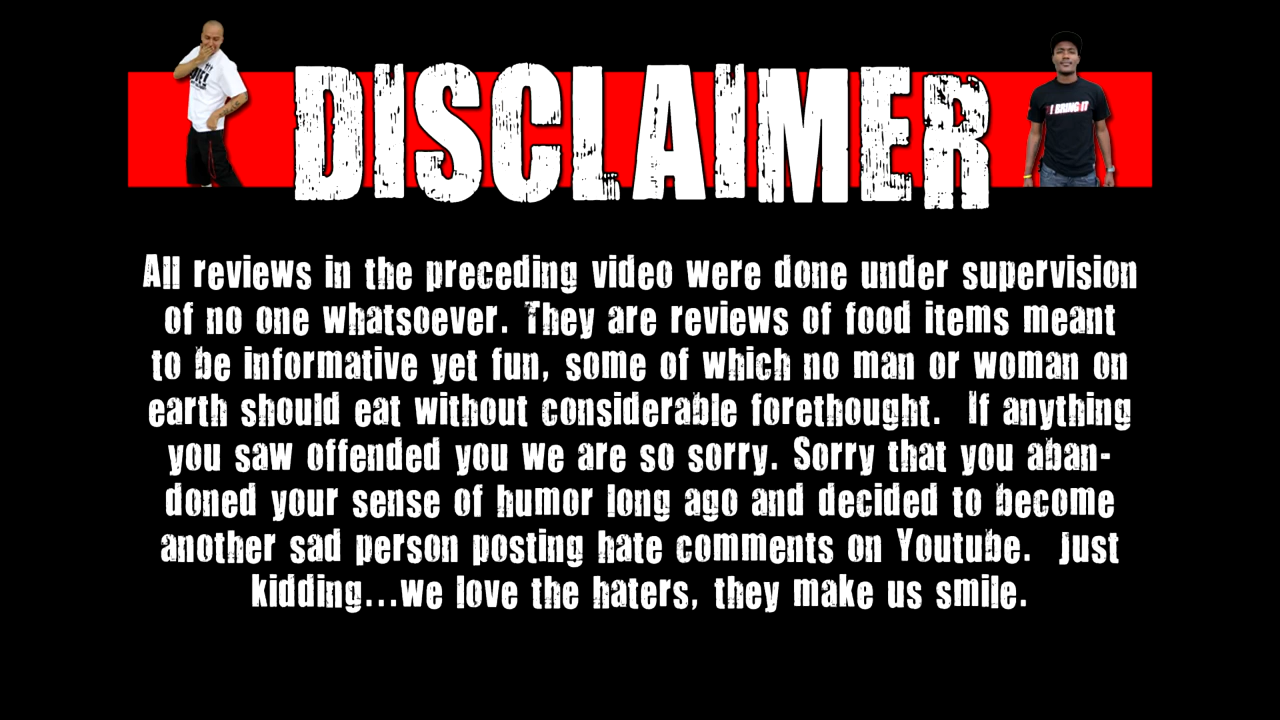 DISCLAIMER
! BRING IT
All reviews in the preceding video were done under supervision
of no one whatsoever. They are reviews of food items meant
to be informative yet fun, some of which no man or woman on
earth should eat without considerable forethought. If anything
you saw offended you we are so sorry. Sorry that you aban-
doned your sense of humor long ago and decided to become
another sad person posting hate comments on Youtube. Just
kidding...we love the haters, they make us smile.